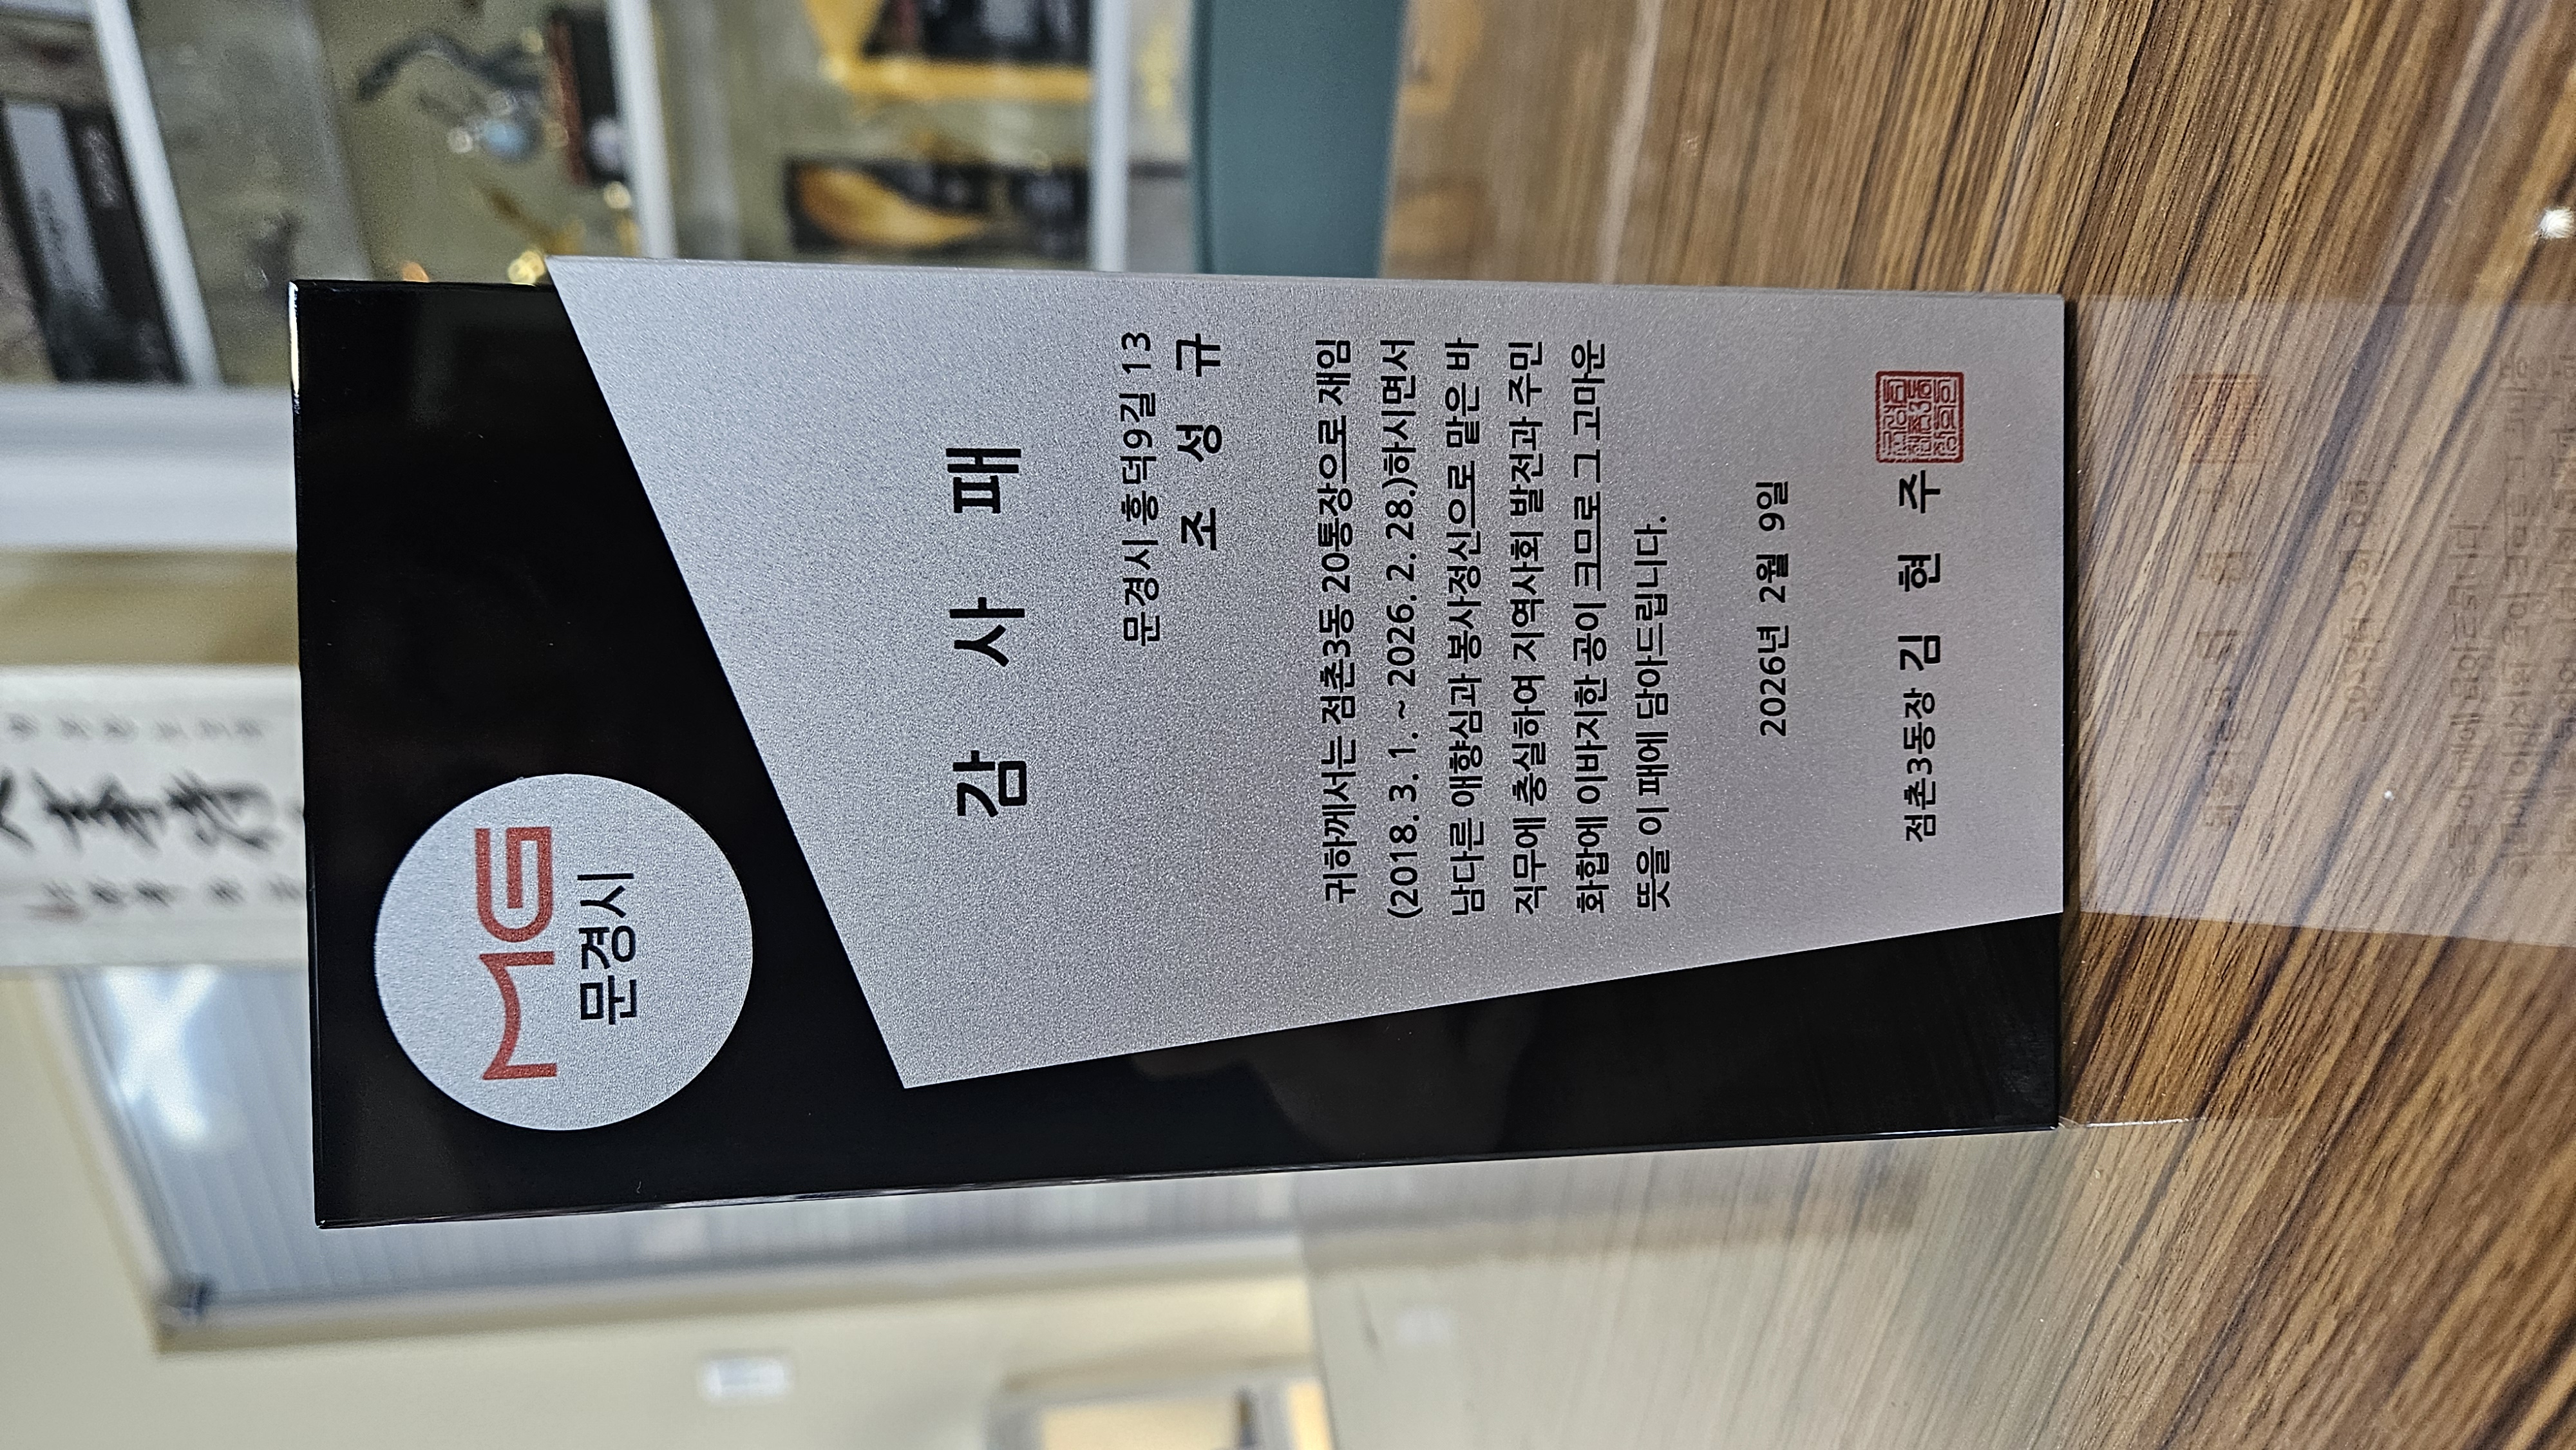 MG
문경시
감 사 패
문경시 흥덕9길 13
조 성 규
귀하께서는 점촌3동 20통장으로 재임
(2018. 3. 1. ~ 2026. 2. 28.)하시면서
남다른 애향심과 봉사정신으로 맡은 바
직무에 충실하여 지역사회 발전과 주민
화합에 이바지한 공이 크므로 그 고마운
뜻을 이 패에 담아드립니다.
2026년 2월 9일
점촌3동장 김 현 주